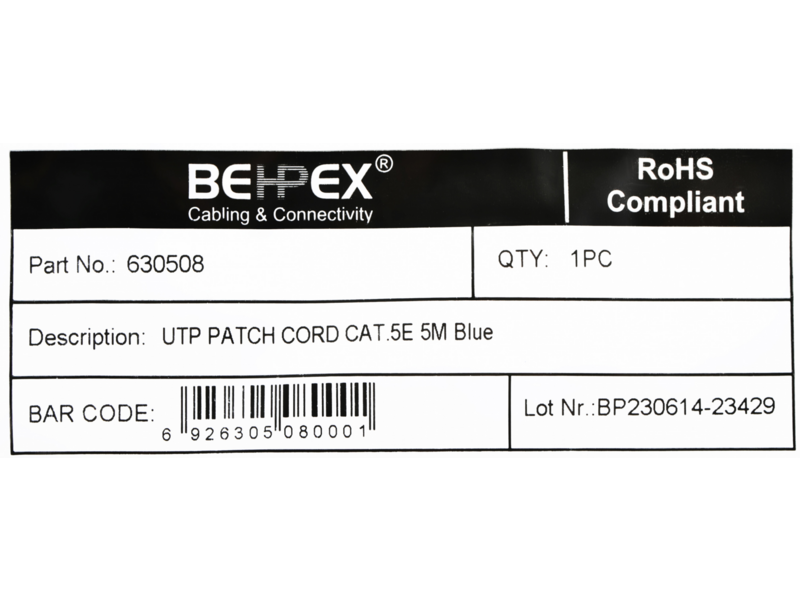 BEHPEX®
Cabling & Connectivity
RoHS
Compliant
Part No.: 630508
QTY: 1PC
Description: UTP PATCH CORD CAT.5E 5M Blue
BAR CODE: 6 926305 080001
Lot Nr.:BP230614-23429